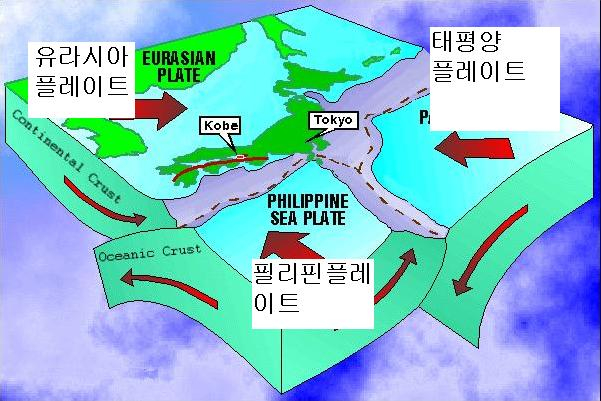 유라시아
플레이트
EURASIAN
PLATE
태평양
플레이트
Kobe
Tokyo
Continental Crust
PHILIPPINE
SEA PLATE
Oceanic Crust
필리핀플레
이트